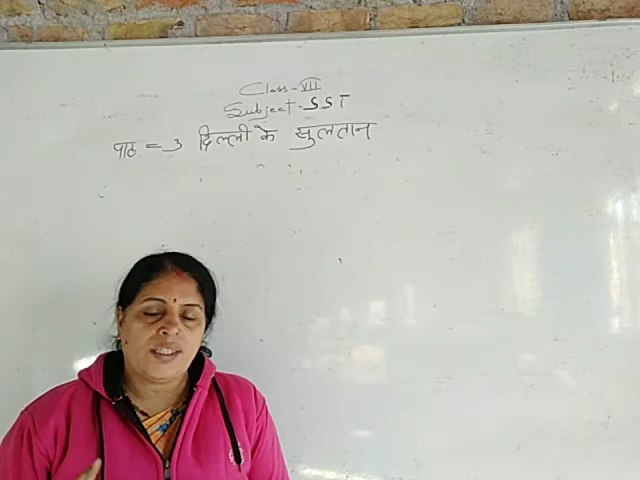 Class-VII
Subject-SST
पाठ = 3 दिल्ली के सुलतान